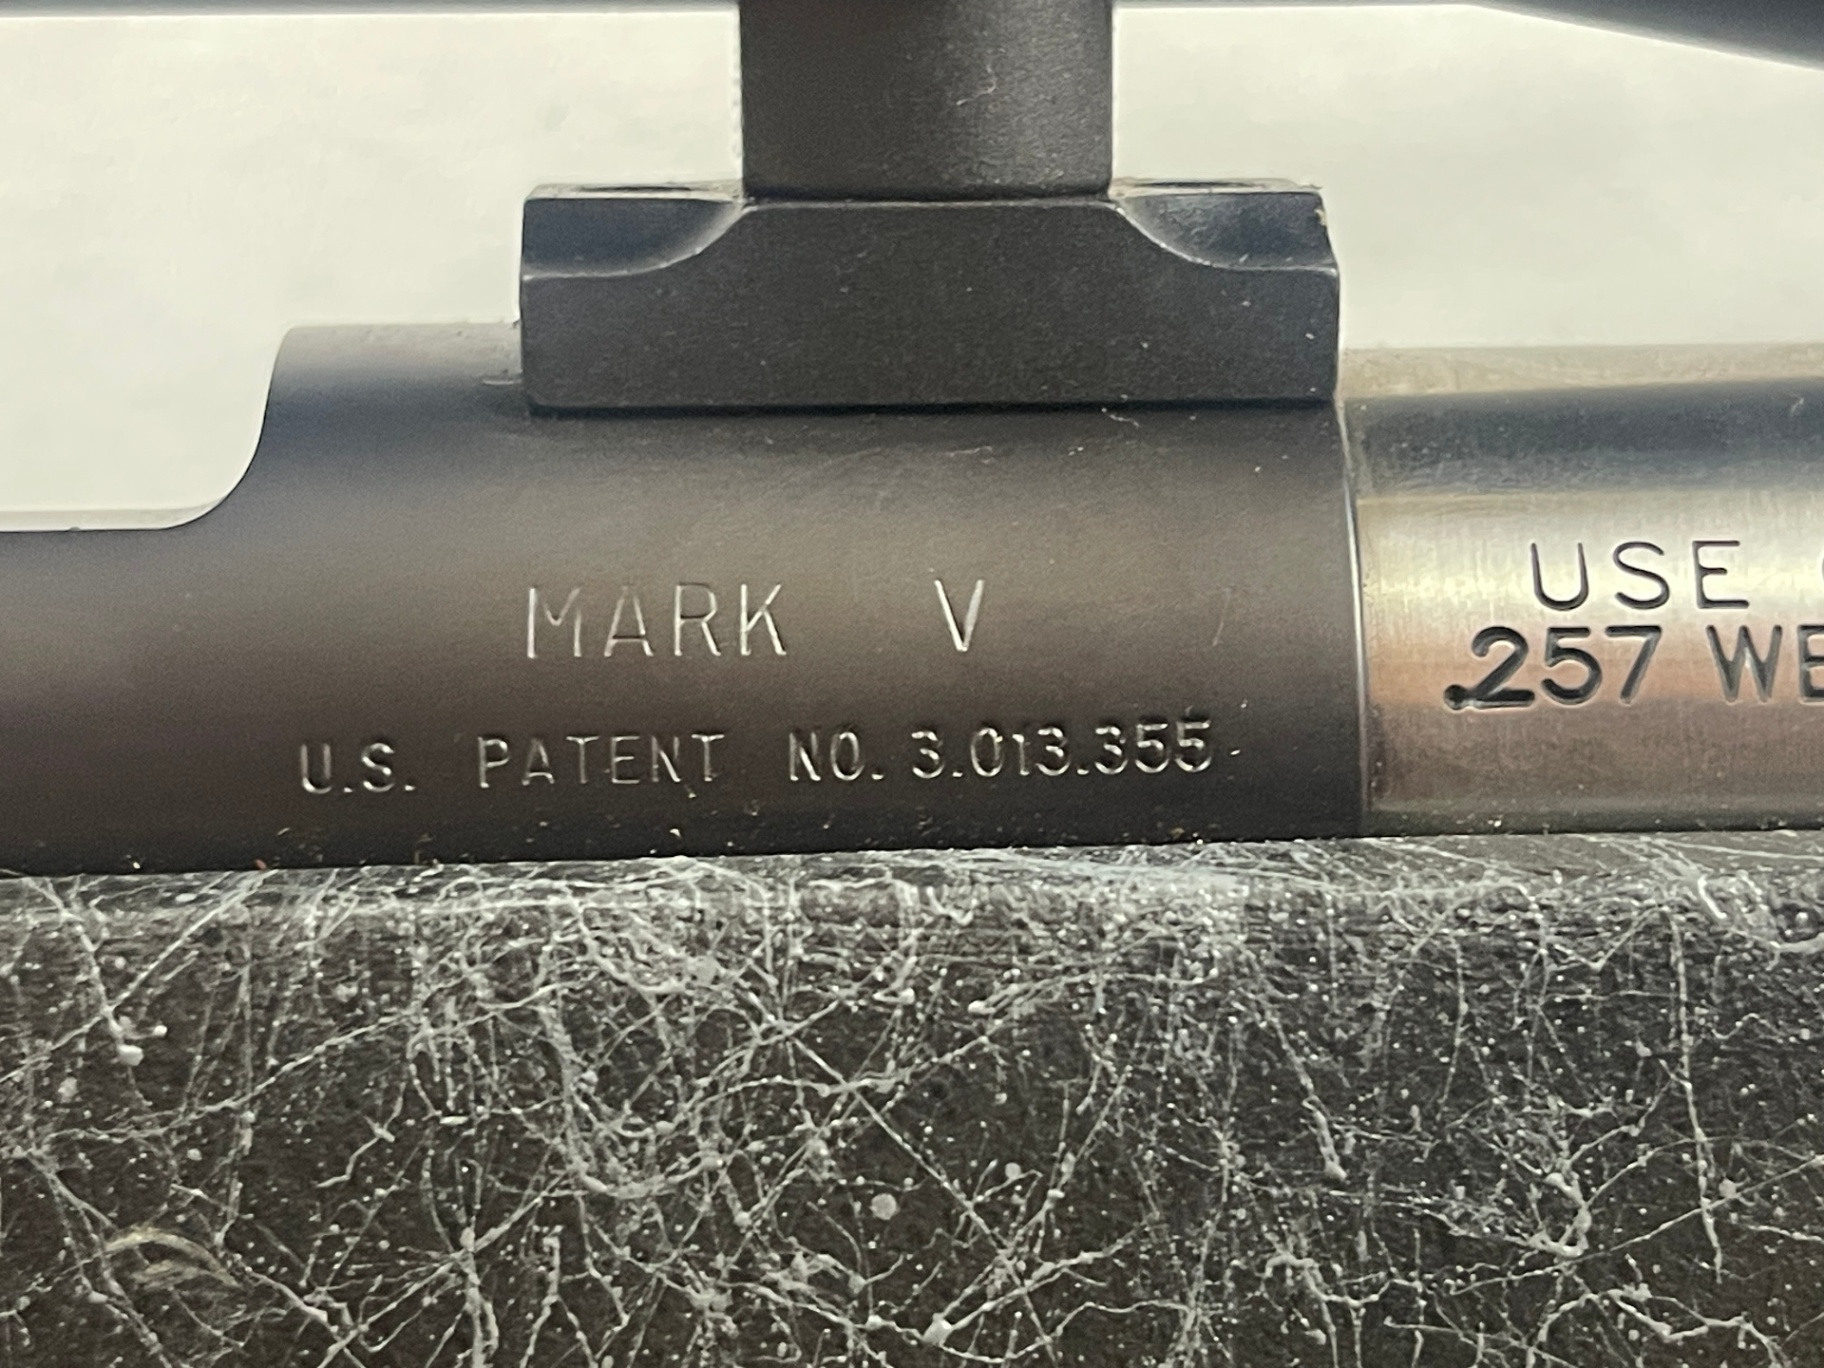 MARK V
U.S. PATENT NO. 3.013.355
USE
.257 WE